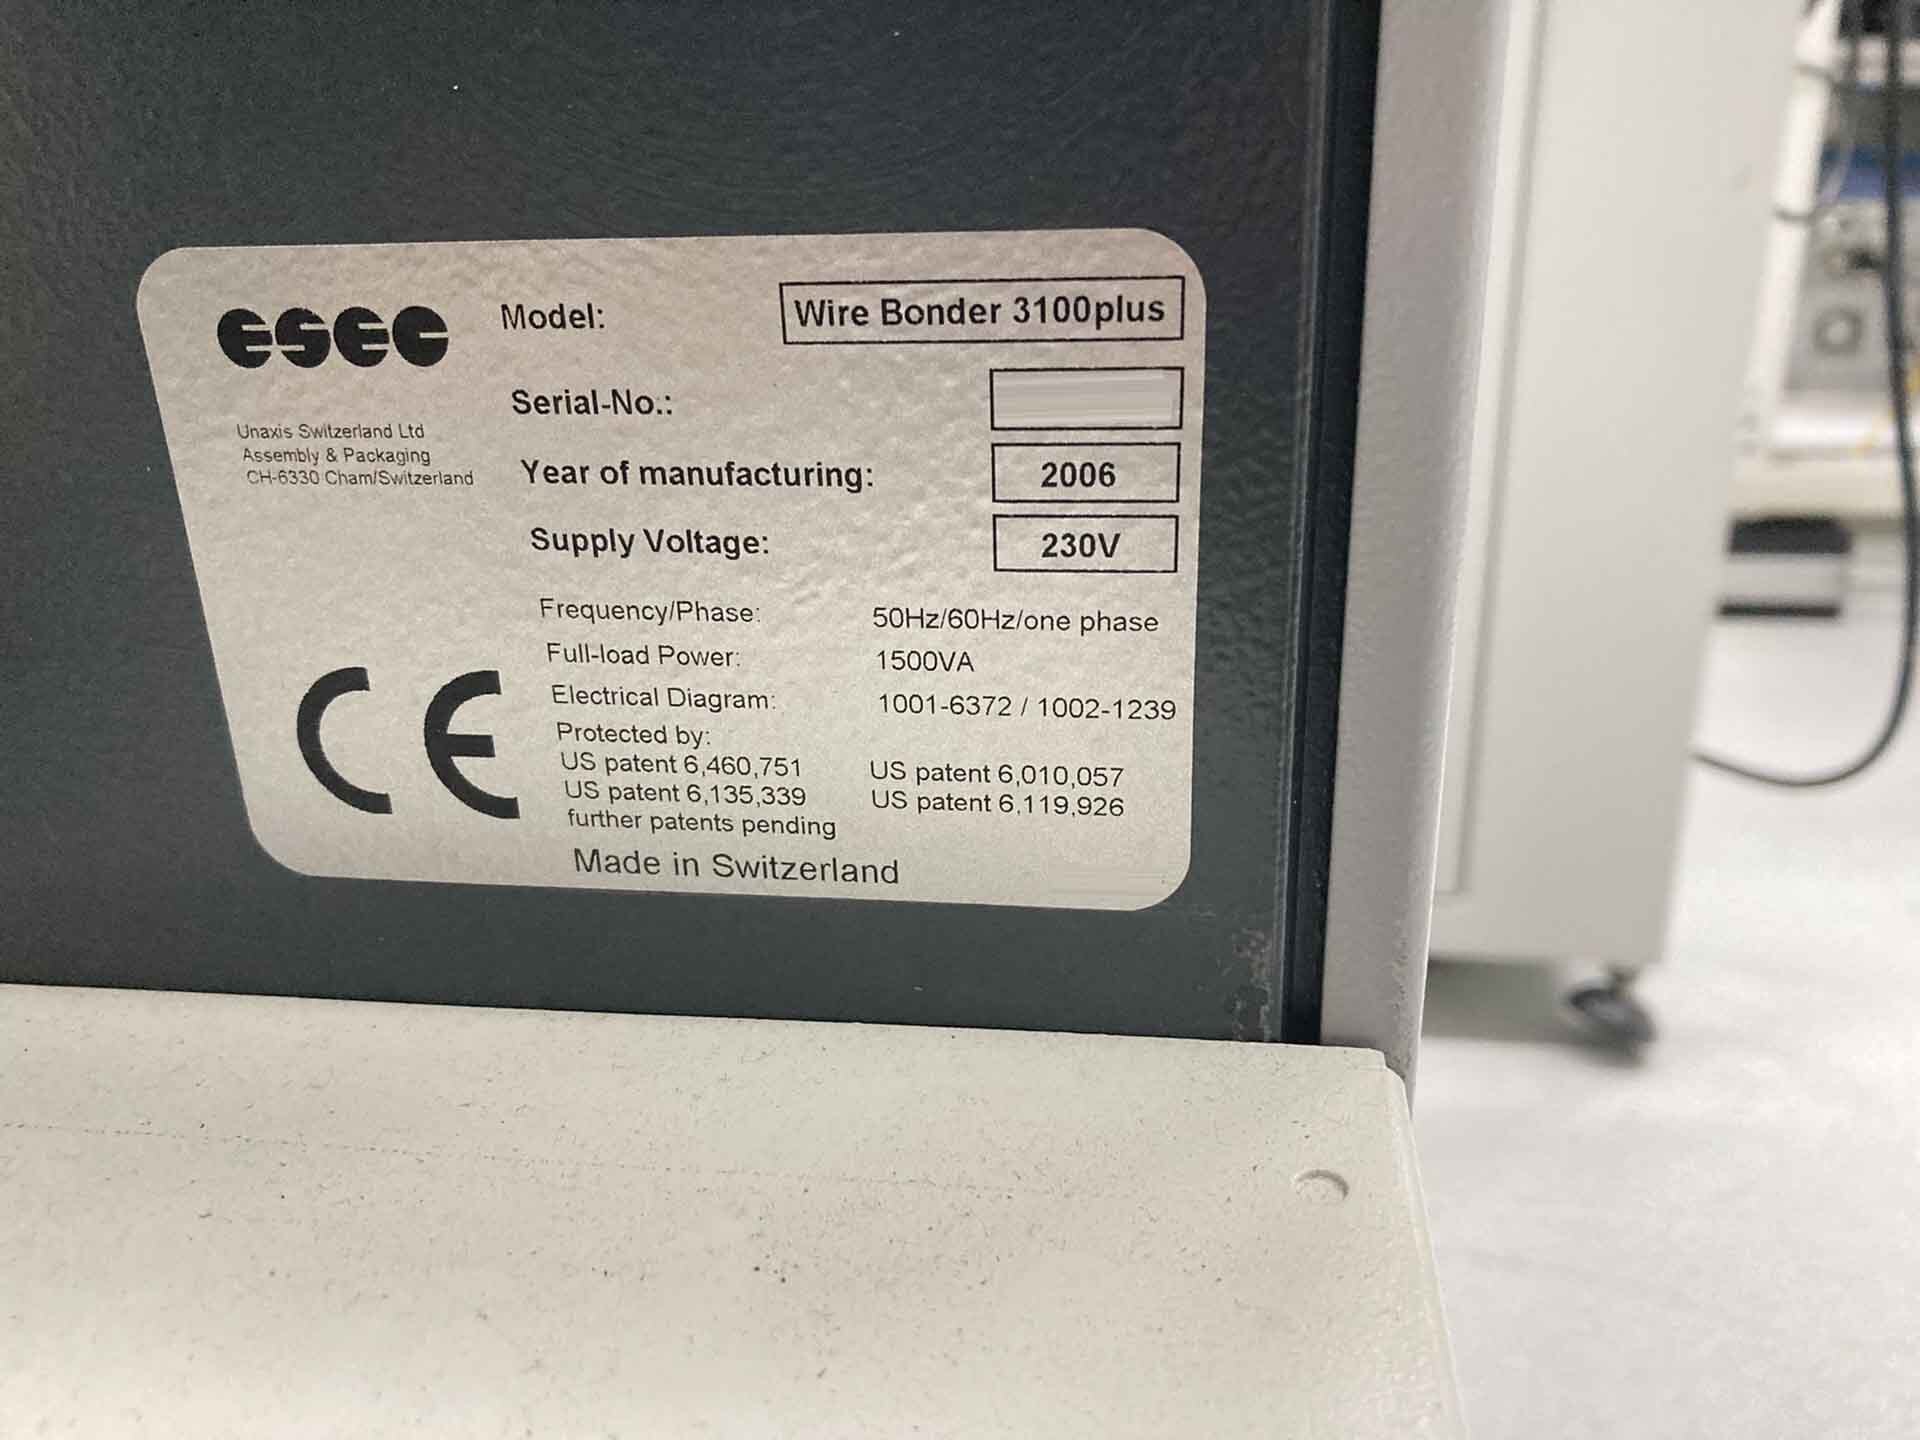 esec
Model: Wire Bonder 3100plus
Serial-No.:
Unaxis Switzerland Ltd
Assembly & Packaging
CH-6330 Cham/Switzerland
Year of manufacturing: 2006
Supply Voltage: 230V
Frequency/Phase: 50Hz/60Hz/one phase
Full-load Power: 1500VA
Electrical Diagram: 1001-6372 / 1002-1239
Protected by:
US patent 6,460,751 US patent 6,010,057
US patent 6,135,339 US patent 6,119,926
further patents pending
CE
Made in Switzerland